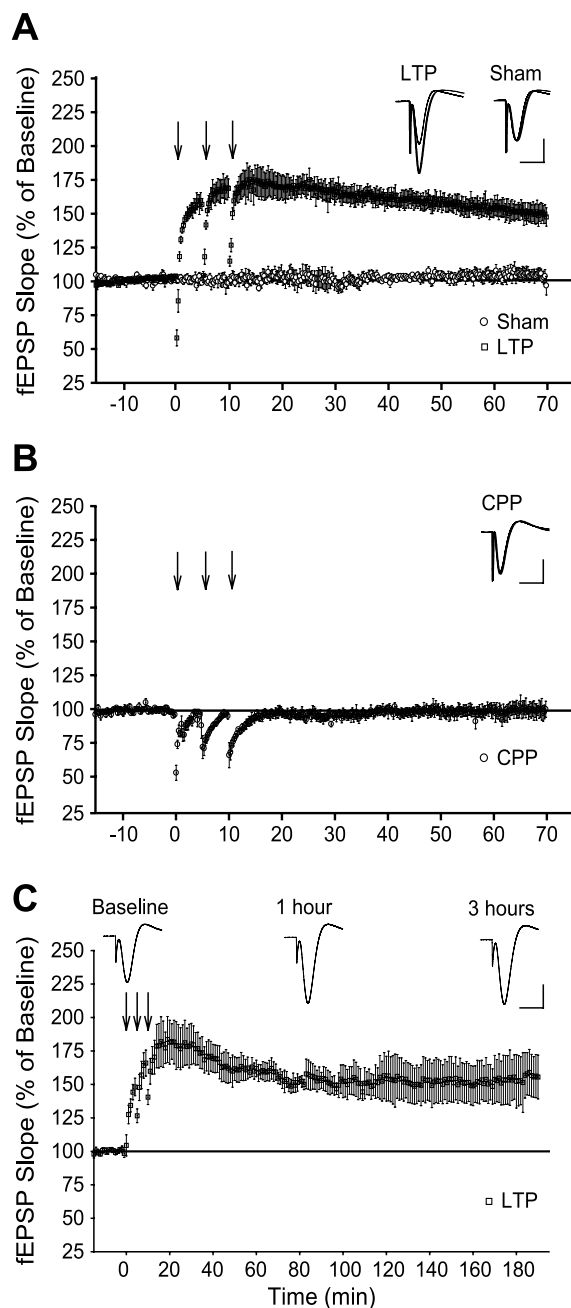 A
LTP Sham
fEPSP Slope (% of Baseline)
250
225
200
175
150
125
100
75
50
25
Sham
LTP
-10 0 10 20 30 40 50 60 70
B
CPP
fEPSP Slope (% of Baseline)
250
225
200
175
150
125
100
75
50
25
CPP
-10 0 10 20 30 40 50 60 70
C
Baseline 1 hour 3 hours
fEPSP Slope (% of Baseline)
250
225
200
175
150
125
100
75
50
25
LTP
0 20 40 60 80 100 120 140 160 180
Time (min)